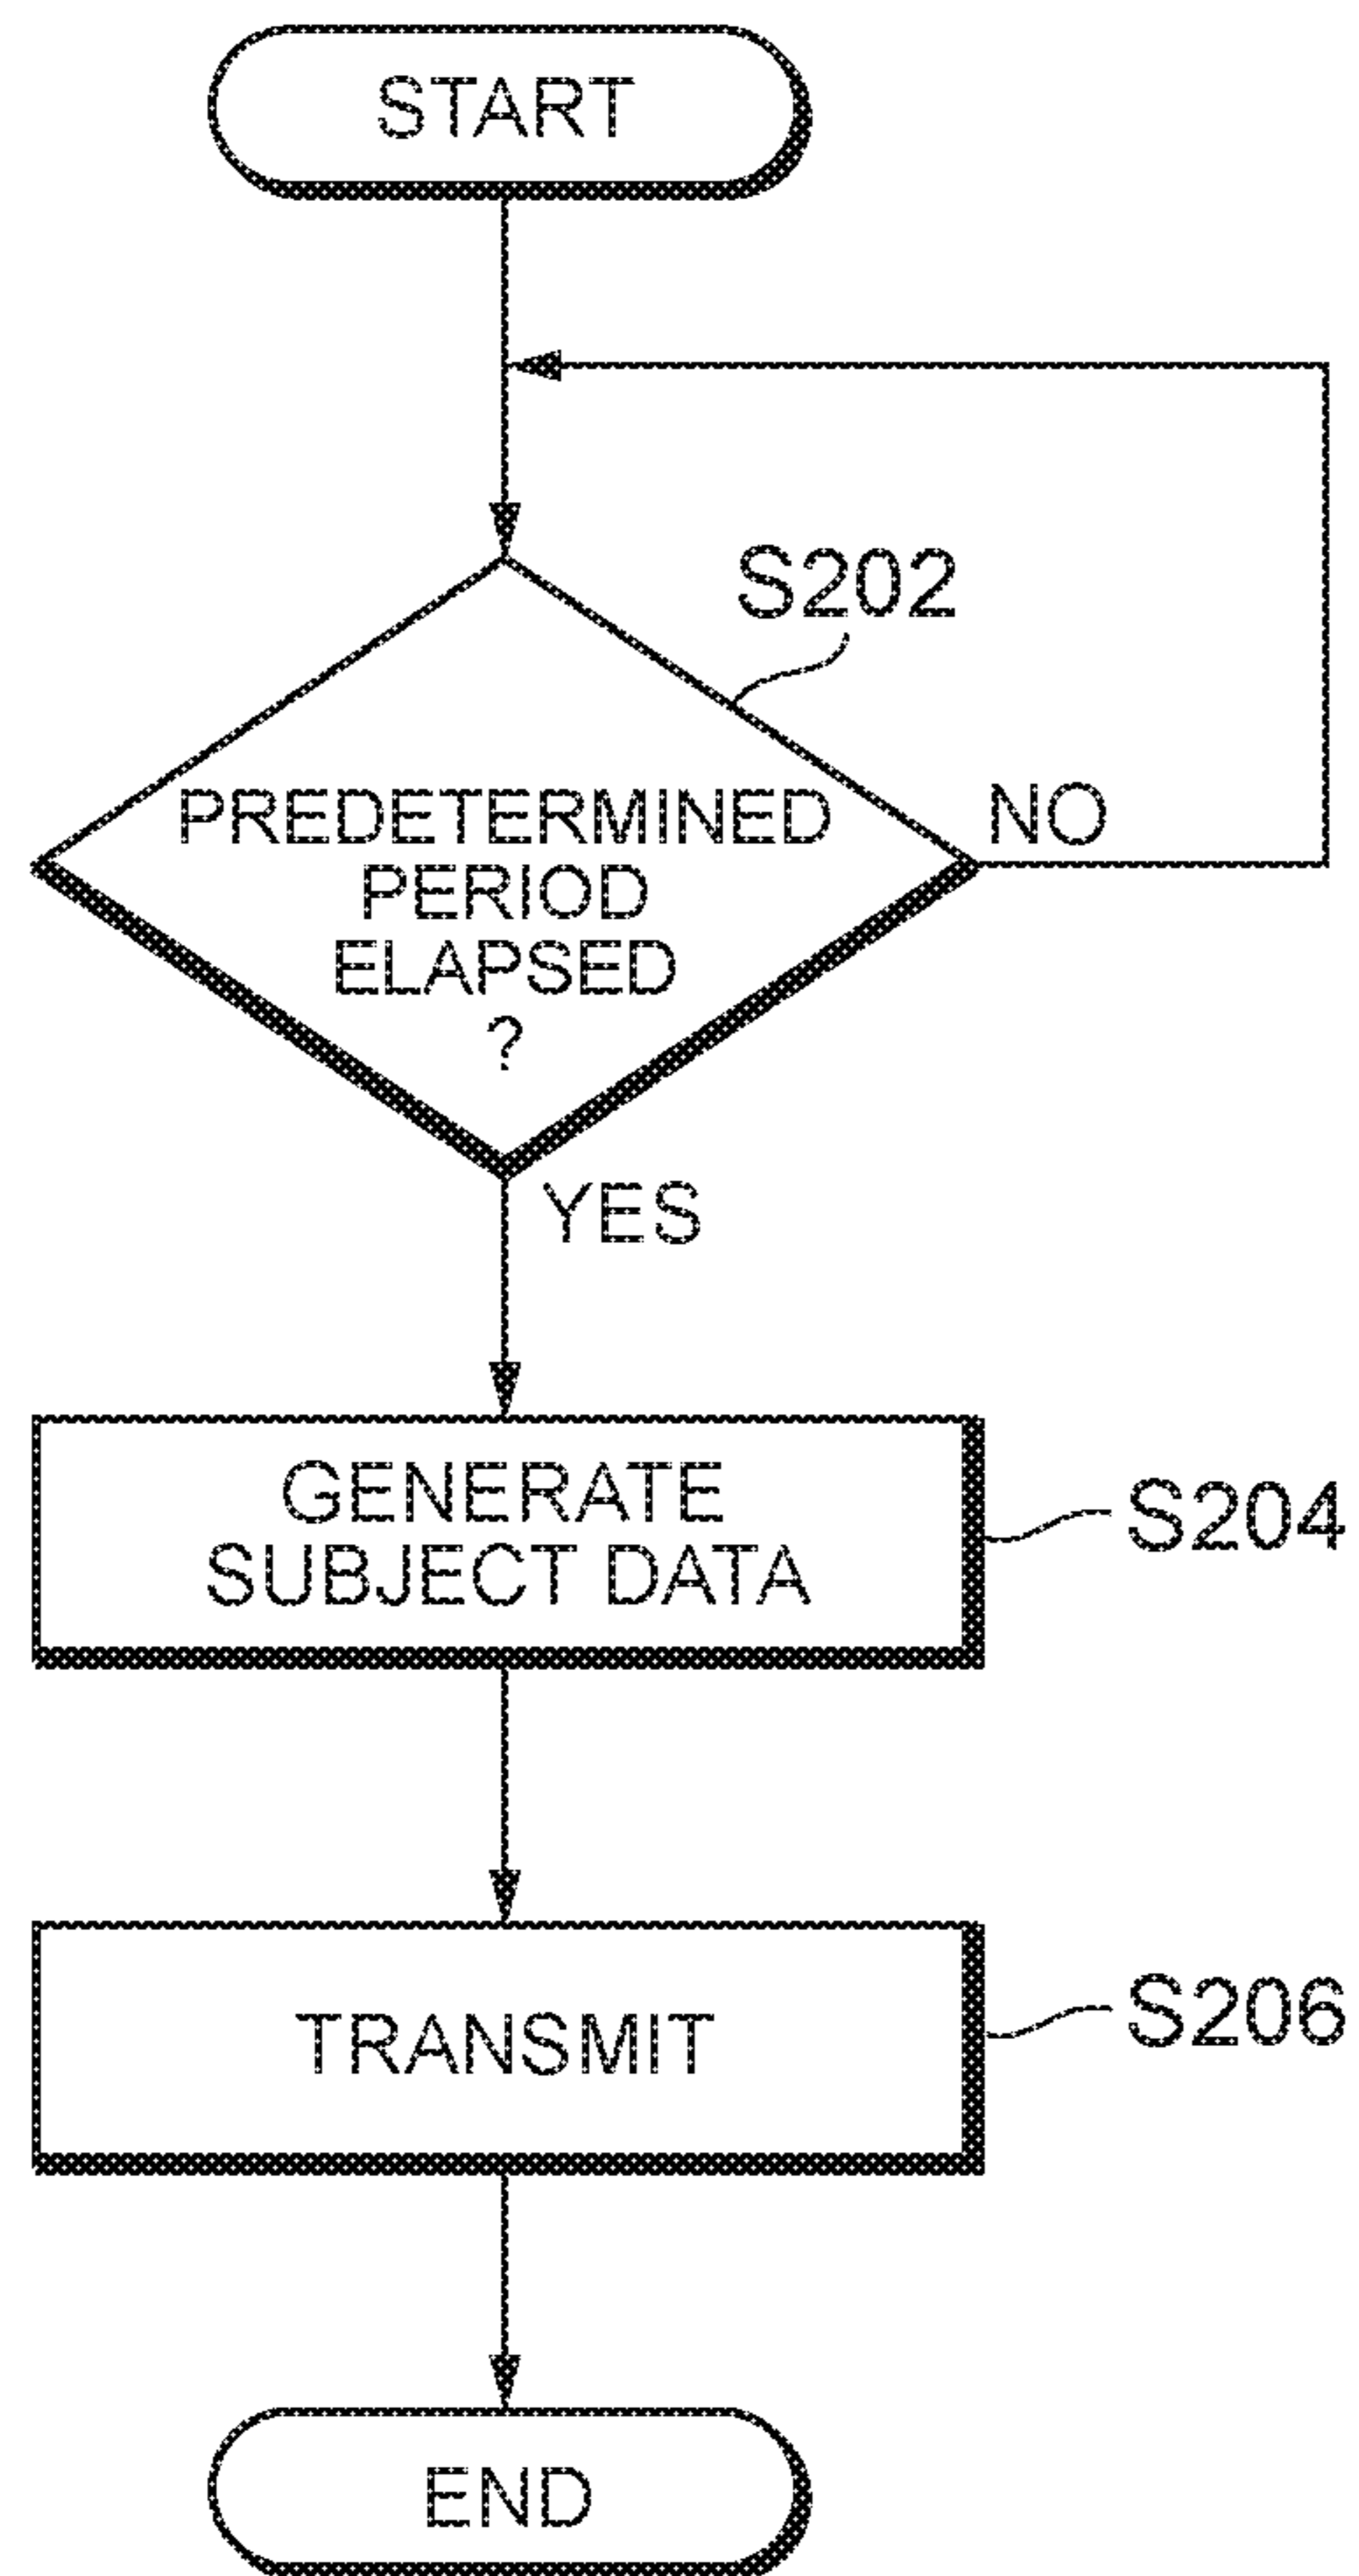 START
S202
PREDETERMINED
PERIOD
ELAPSED
?
NO
YES
GENERATE
SUBJECT DATA
S204
TRANSMIT
S206
END